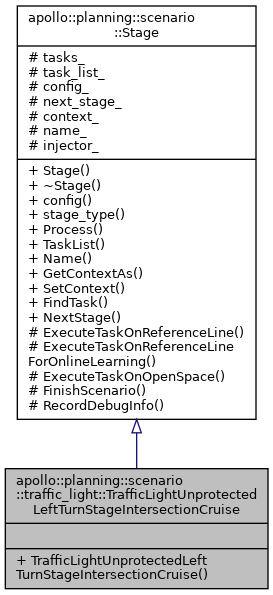 apollo::planning::scenario
::Stage
# tasks_
# task_list_
# config_
# next_stage_
# context_
# name_
# injector_
+ Stage()
+ ~Stage()
+ config()
+ stage_type()
+ Process()
+ TaskList()
+ Name()
+ GetContextAs()
+ SetContext()
+ FindTask()
+ NextStage()
# ExecuteTaskOnReferenceLine()
# ExecuteTaskOnReferenceLine
ForOnlineLearning()
# ExecuteTaskOnOpenSpace()
# FinishScenario()
# RecordDebugInfo()
apollo::planning::scenario
::traffic_light::TrafficLightUnprotected
LeftTurnStageIntersectionCruise
+ TrafficLightUnprotectedLeft
TurnStageIntersectionCruise()